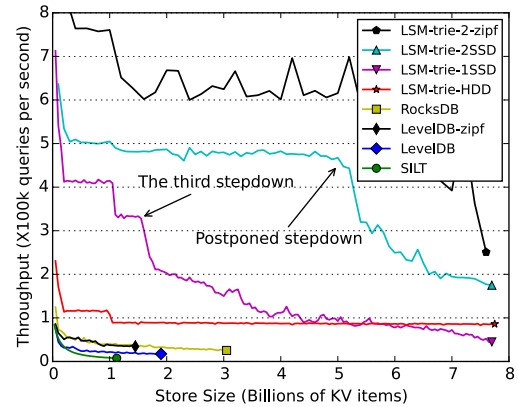 Throughput (X100k queries per second)
8
7
6
5
4
3
2
1
0
LSM-trie-2-zipf
LSM-trie-2SSD
LSM-trie-1SSD
LSM-trie-HDD
RocksDB
LevelDB-zipf
LevelDB
SILT
The third stepdown
Postponed stepdown
0 1 2 3 4 5 6 7 8
Store Size (Billions of KV items)